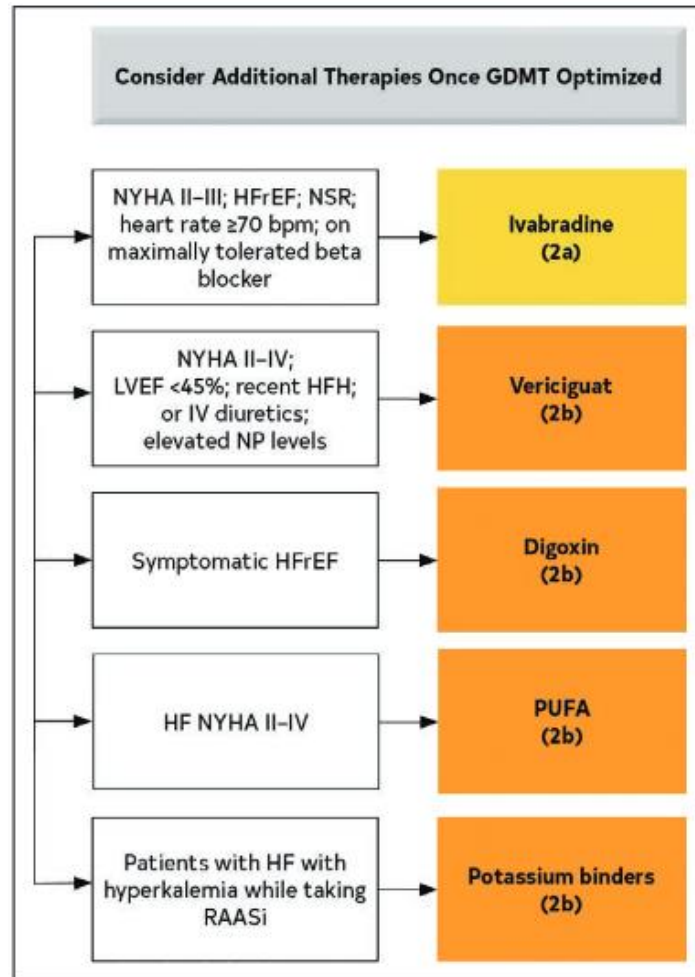 Consider Additional Therapies Once GDMT Optimized
NYHA II–III; HFrEF; NSR;
heart rate ≥70 bpm; on
maximally tolerated beta
blocker
Ivabradine
(2a)
NYHA II–IV;
LVEF <45%; recent HFH;
or IV diuretics;
elevated NP levels
Vericiguat
(2b)
Symptomatic HFrEF
Digoxin
(2b)
HF NYHA II–IV
PUFA
(2b)
Patients with HF with
hyperkalemia while taking
RAASi
Potassium binders
(2b)